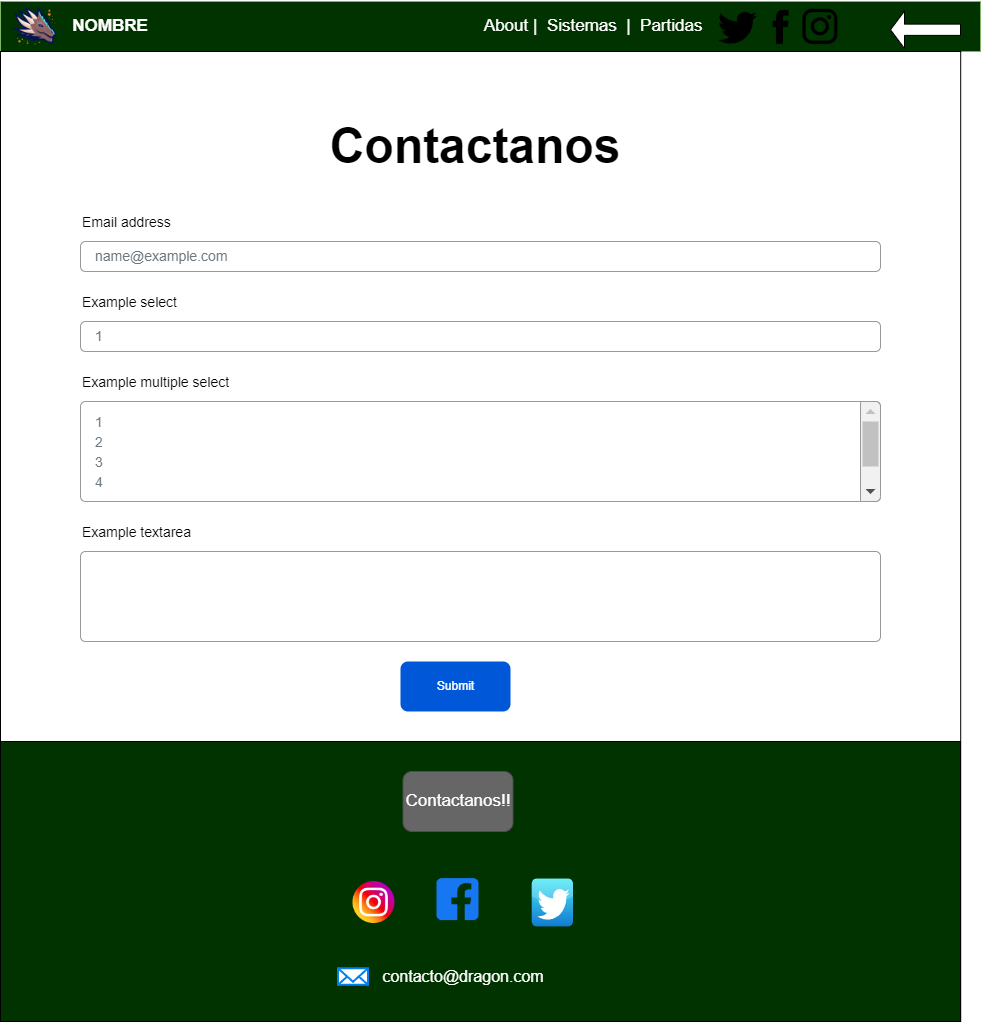 NOMBRE About | Sistemas | Partidas
Contactanos
Email address
name@example.com
Example select
1
Example multiple select
1
2
3
4
Example textarea
Submit
Contactanos!!
contacto@dragon.com